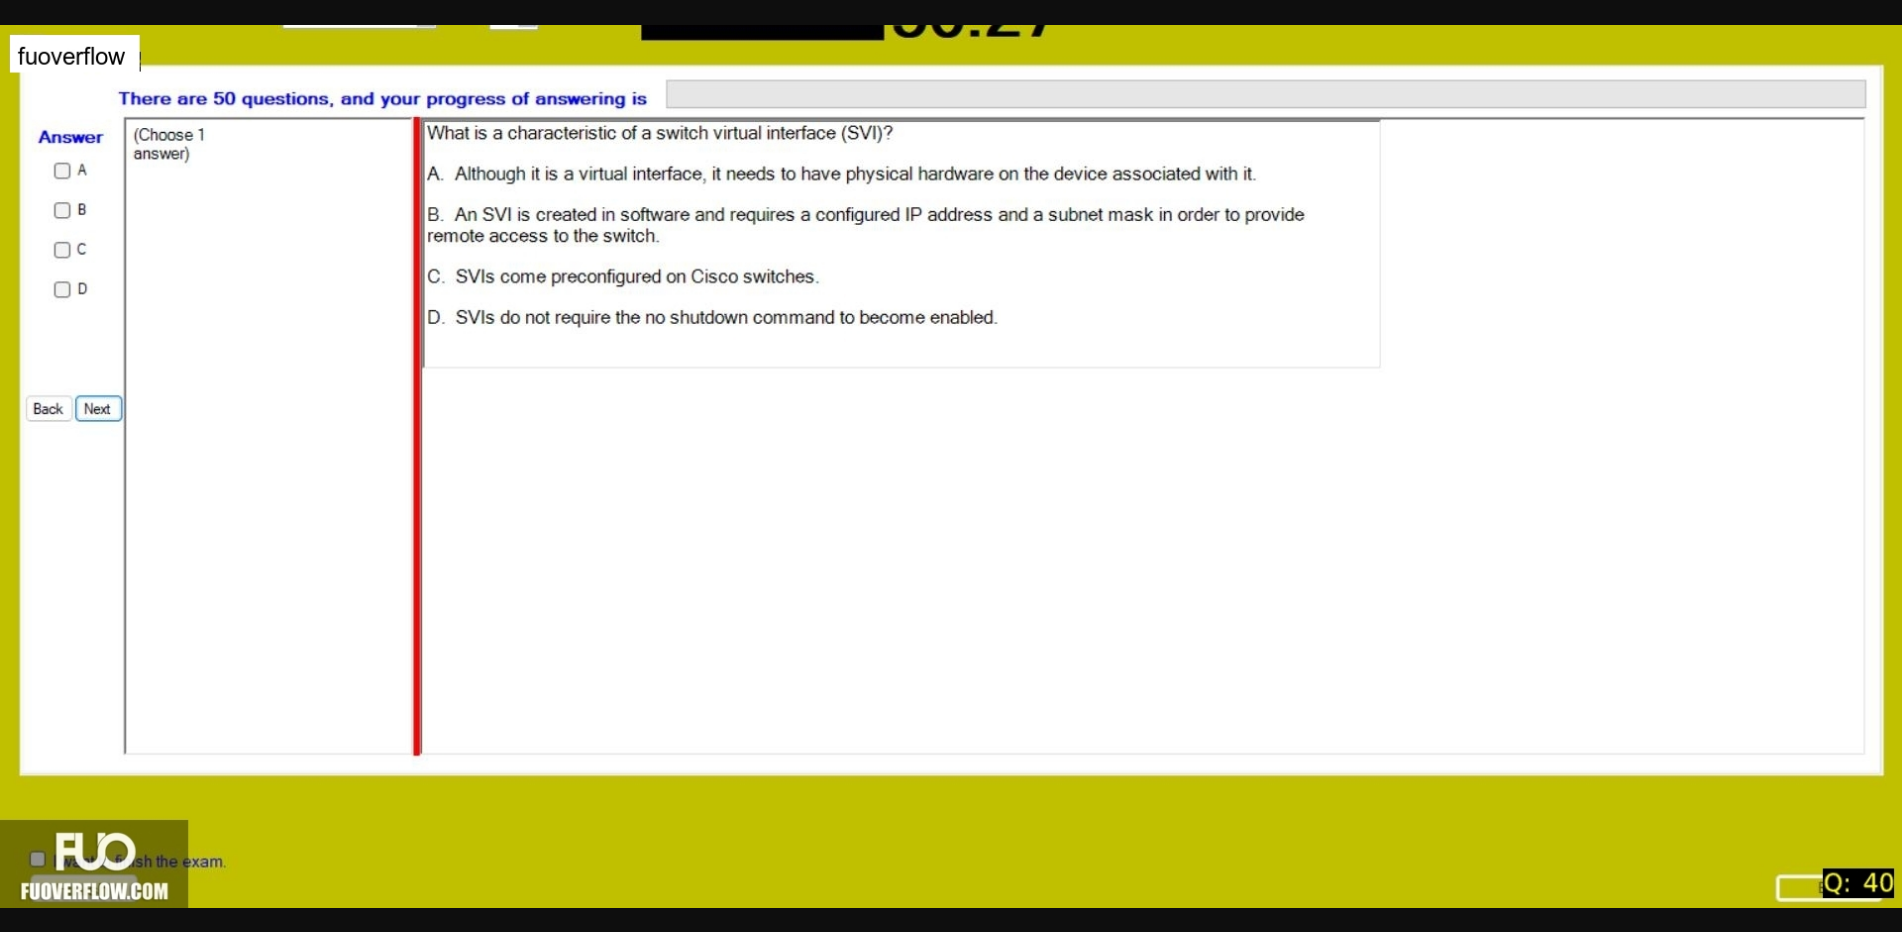 fuoverflow
There are 50 questions, and your progress of answering is
Answer
(Choose 1
answer)
A
B
C
D
Back
Next
What is a characteristic of a switch virtual interface (SVI)?
A. Although it is a virtual interface, it needs to have physical hardware on the device associated with it.
B. An SVI is created in software and requires a configured IP address and a subnet mask in order to provide
remote access to the switch.
C. SVIs come preconfigured on Cisco switches.
D. SVIs do not require the no shutdown command to become enabled.
FUO
the exam.
FUOVERFLOW.COM
Q: 40